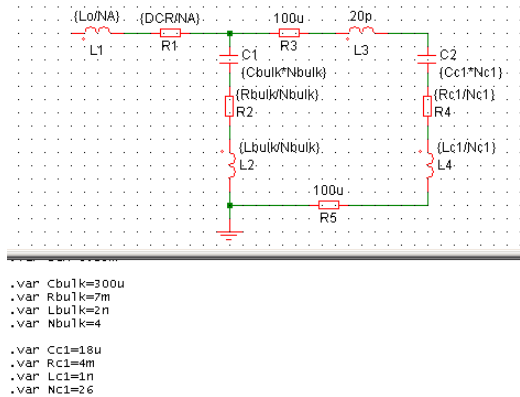 {Lo/NA} {DCR/NA} 100u 20p
L1 R1 R3 L3
C1 C2
{Cbulk*Nbulk} {Cc1*Nc1}
{Rbulk/Nbulk} {Rc1/Nc1}
R2 R4
{Lbulk/Nbulk} {Lc1/Nc1}
L2 L4
100u
R5
.var Cbulk=300u
.var Rbulk=7m
.var Lbulk=2n
.var Nbulk=4
.var Cc1=18u
.var Rc1=4m
.var Lc1=1n
.var Nc1=26